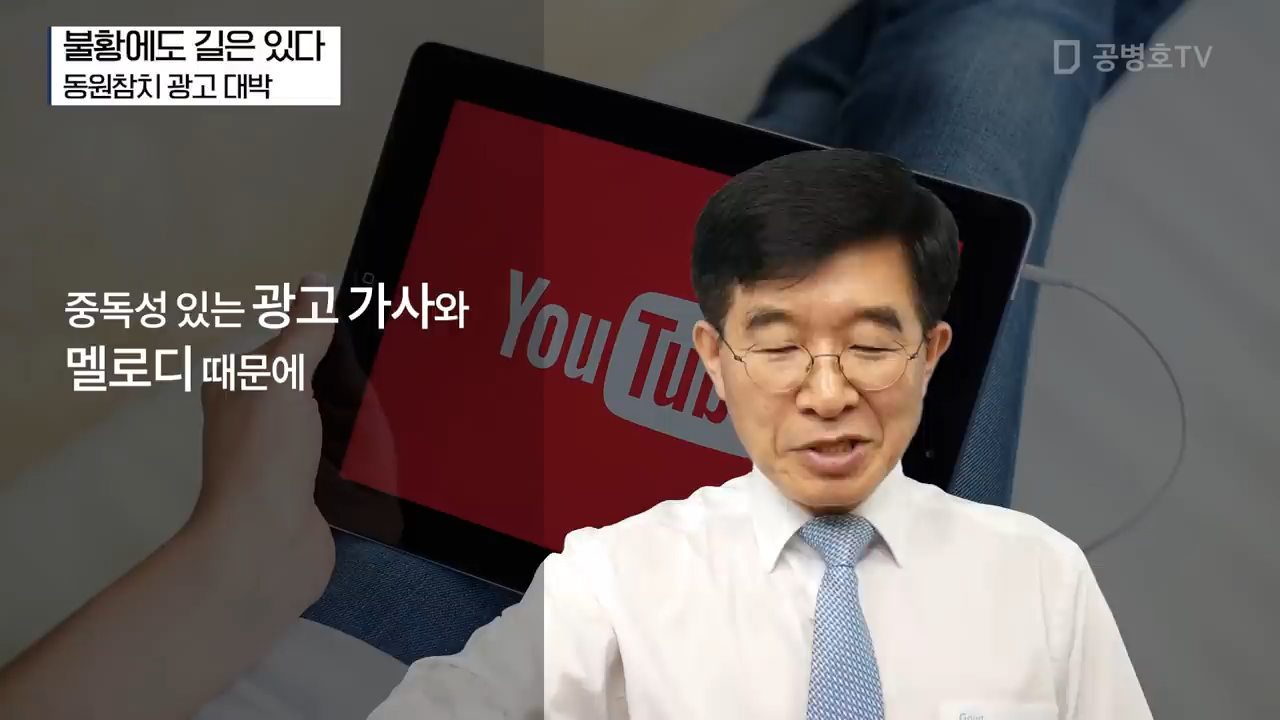 불황에도 길은 있다
동원참치 광고 대박
공병호TV
중독성 있는 광고 가사와
멜로디 때문에
YouTub